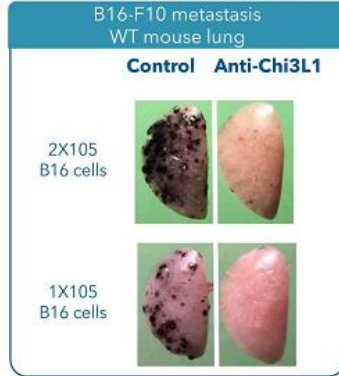 B16-F10 metastasis
WT mouse lung
Control Anti-Chi3L1
2X105
B16 cells
1X105
B16 cells